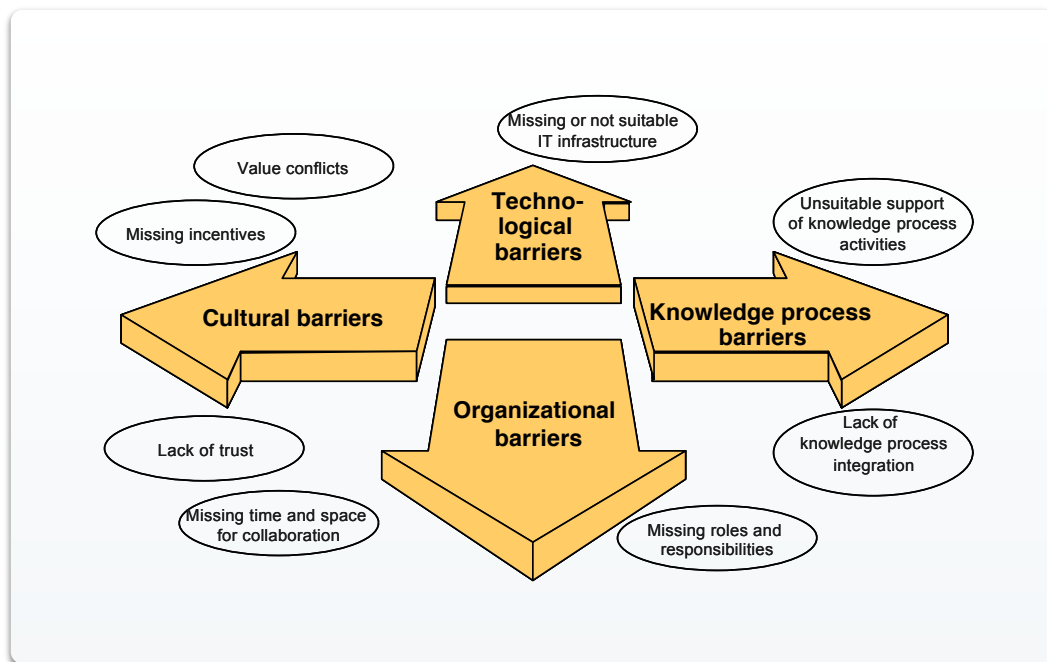 Missing or not suitable
IT infrastructure
Value conflicts
Missing incentives
Unsuitable support
of knowledge process
activities
Techno-
logical
barriers
Cultural barriers
Knowledge process
barriers
Organizational
barriers
Lack of trust
Lack of
knowledge process
integration
Missing time and space
for collaboration
Missing roles and
responsibilities